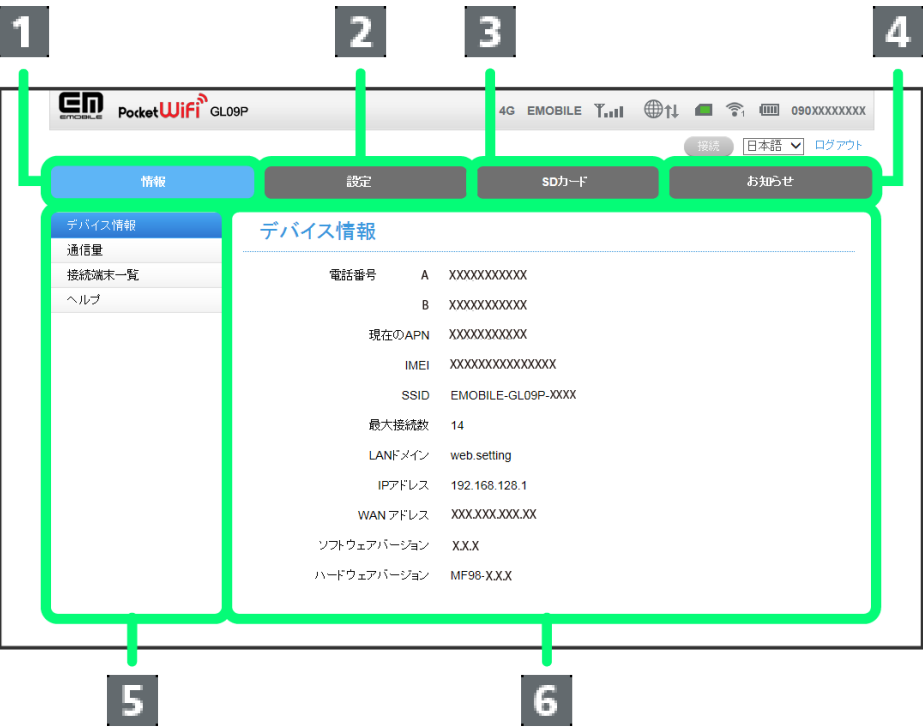 1 2 3 4
EM EMOBILE Pocket WiFi GL09P 4G EMOBILE 1 090XXXXXXXX
接続 日本語 ログアウト
情報 設定 SDカード お知らせ
デバイス情報
通信量
接続端末一覧
ヘルプ
デバイス情報
電話番号 A XXXXXXXXXXX
B XXXXXXXXXXX
現在のAPN XXXXXXXXXXX
IMEI XXXXXXXXXXXXXXX
SSID EMOBILE-GL09P-XXXX
最大接続数 14
LANドメイン web.setting
IPアドレス 192.168.128.1
WAN アドレス XXX.XXX.XXX.XX
ソフトウェアバージョン X.X.X
ハードウェアバージョン MF98-X.X.X
5 6